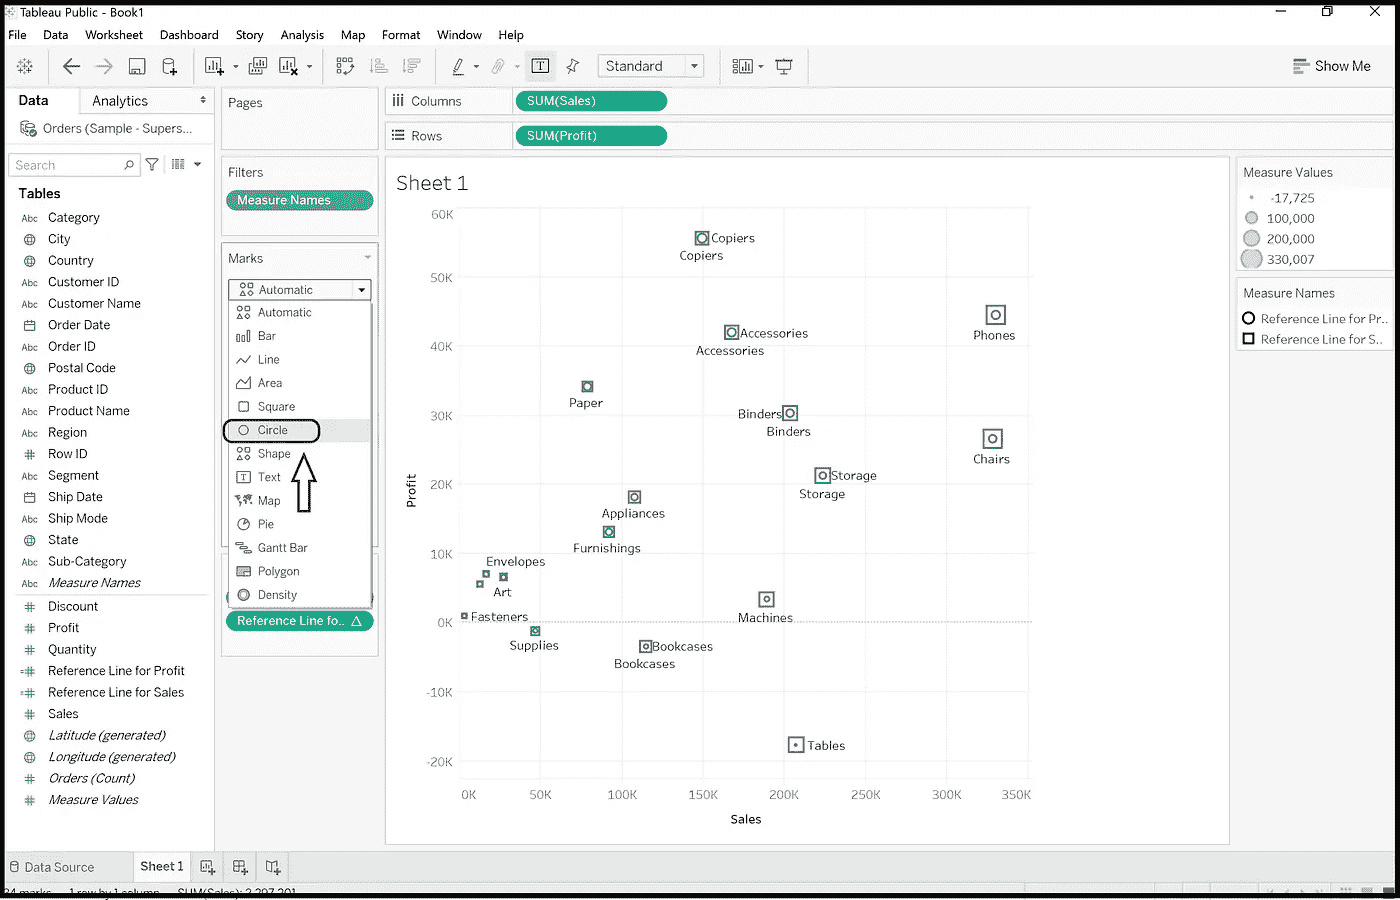 Tableau Public - Book1
File Data Worksheet Dashboard Story Analysis Map Format Window Help
Standard
Show Me
Data
Analytics
Orders (Sample - Supers...
Search
Tables
Abc Category
City
Country
Abc Customer ID
Abc Customer Name
Order Date
Abc Order ID
Postal Code
Abc Product ID
Abc Product Name
Abc Region
# Row ID
Abc Segment
Ship Date
Abc Ship Mode
State
Abc Sub-Category
Abc Measure Names
# Discount
# Profit
# Quantity
=# Reference Line for Profit
=# Reference Line for Sales
# Sales
Latitude (generated)
Longitude (generated)
# Orders (Count)
# Measure Values
Pages
Filters
Measure Names
Marks
Automatic
Automatic
Bar
Line
Area
Square
Circle
Shape
T Text
Map
Pie
Gantt Bar
Polygon
Density
Reference Line fo.. △
Columns
SUM(Sales)
Rows
SUM(Profit)
Sheet 1
60K
50K
40K
30K
20K
10K
0K
-10K
-20K
Profit
Copiers
Copiers
Phones
Accessories
Accessories
Paper
Binders
Binders
Chairs
Storage
Storage
Appliances
Furnishings
Envelopes
Art
Fasteners
Machines
Supplies
Bookcases
Bookcases
Tables
0K 50K 100K 150K 200K 250K 300K 350K
Sales
Measure Values
-17,725
100,000
200,000
330,007
Measure Names
Reference Line for Pr..
Reference Line for S..
Data Source
Sheet 1
34 marks 1 row by 1 column SUM(Sales): 2,297,201